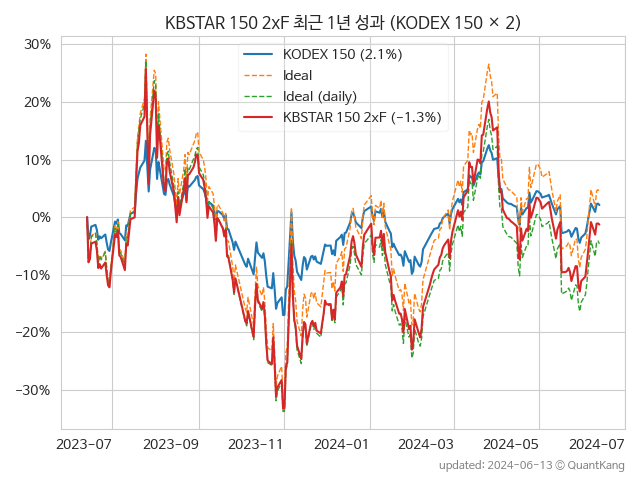 KBSTAR 150 2xF 최근 1년 성과 (KODEX 150 × 2)
30%
20%
10%
0%
−10%
−20%
−30%
KODEX 150 (2.1%)
Ideal
Ideal (daily)
KBSTAR 150 2xF (−1.3%)
2023-07
2023-09
2023-11
2024-01
2024-03
2024-05
2024-07
updated: 2024-06-13 ⓒ QuantKang